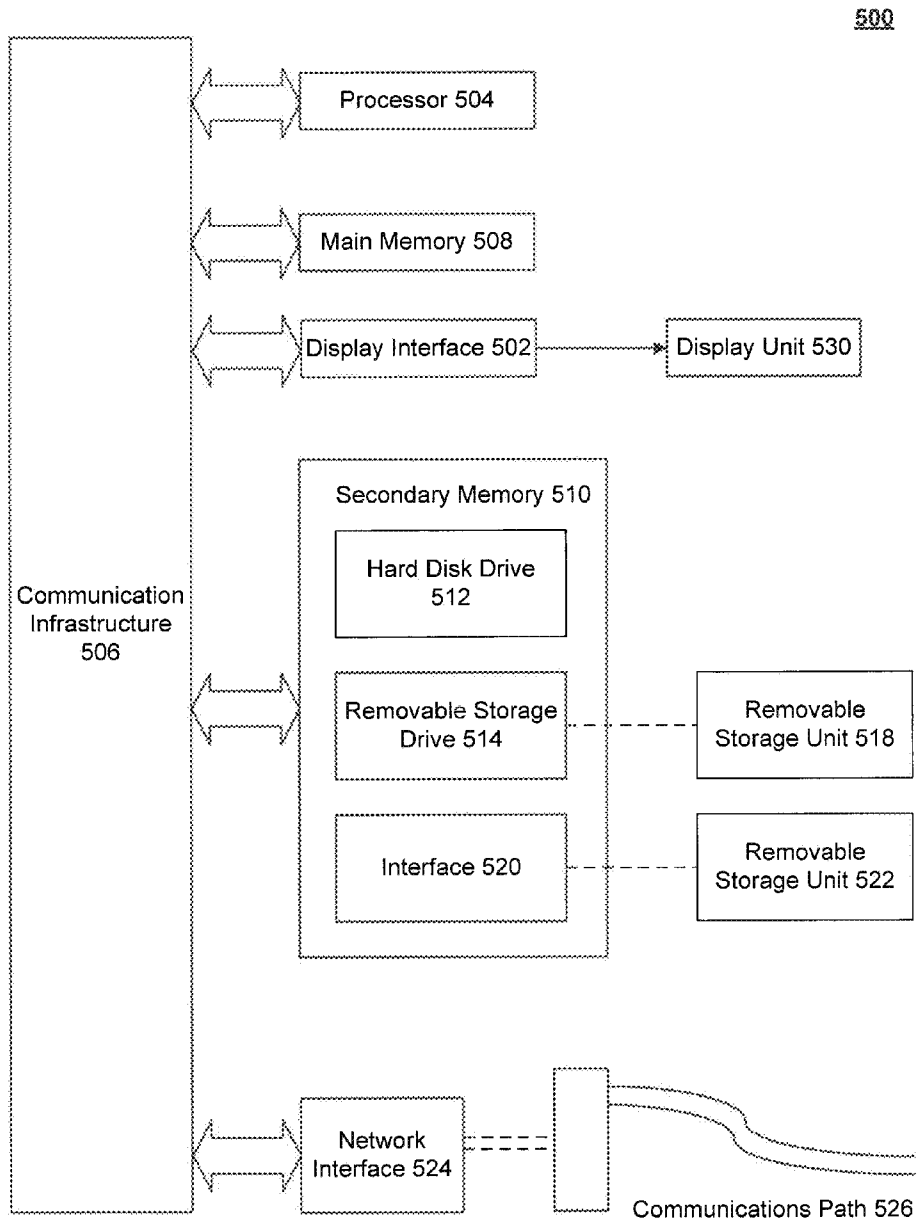 500
Processor 504
Main Memory 508
Display Interface 502
Display Unit 530
Secondary Memory 510
Hard Disk Drive
512
Communication
Infrastructure
506
Removable Storage
Drive 514
Removable
Storage Unit 518
Interface 520
Removable
Storage Unit 522
Network
Interface 524
Communications Path 526